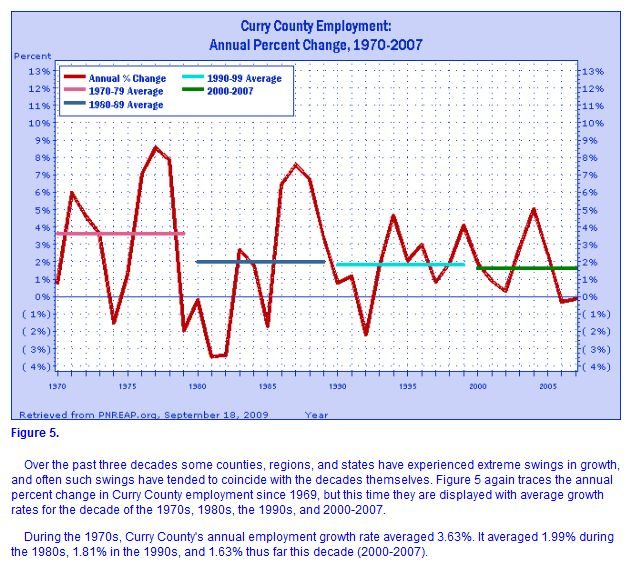 Curry County Employment:
Annual Percent Change, 1970-2007
Percent
Annual % Change
1970-79 Average
1980-89 Average
1990-99 Average
2000-2007
13% 13%
12% 12%
11% 11%
10% 10%
9% 9%
8% 8%
7% 7%
6% 6%
5% 5%
4% 4%
3% 3%
2% 2%
1% 1%
0% 0%
( 1%) ( 1%)
( 2%) ( 2%)
( 3%) ( 3%)
( 4%) ( 4%)
1970 1975 1980 1985 1990 1995 2000 2005
Retrieved from PNREAP.org, September 18, 2009 Year
Figure 5.
Over the past three decades some counties, regions, and states have experienced extreme swings in growth,
and often such swings have tended to coincide with the decades themselves. Figure 5 again traces the annual
percent change in Curry County employment since 1969, but this time they are displayed with average growth
rates for the decade of the 1970s, 1980s, the 1990s, and 2000-2007.
During the 1970s, Curry County's annual employment growth rate averaged 3.63%. It averaged 1.99% during
the 1980s, 1.81% in the 1990s, and 1.63% thus far this decade (2000-2007).